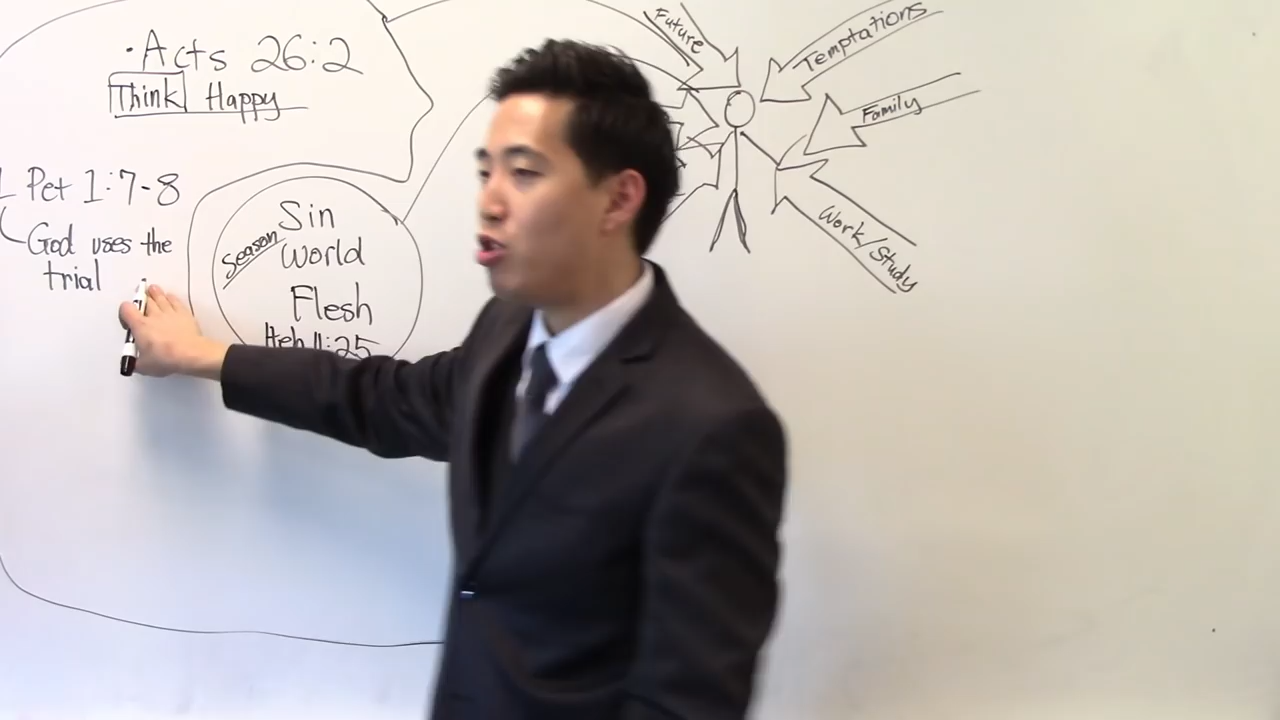 · Acts 26:2
Think Happy
Pet 1:7-8
God uses the
trial
Season
Sin
World
Flesh
Heb 11:25
Future
Temptations
Family
Work/Study